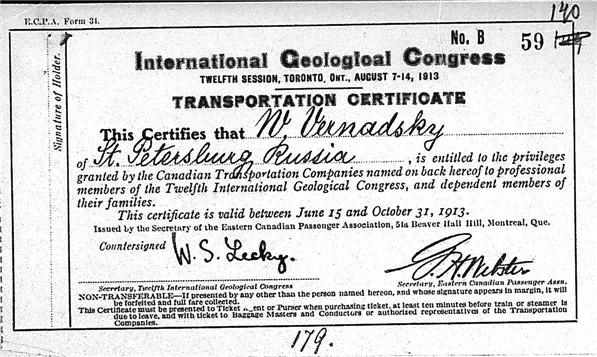 E.C.P.A. Form 31.
140
No. B 59
International Geological Congress
TWELFTH SESSION, TORONTO, ONT., AUGUST 7-14, 1913
TRANSPORTATION CERTIFICATE
Signature of Holder.
This Certifies that W. Vernadsky
of St. Petersburg Russia, is entitled to the privileges
granted by the Canadian Transportation Companies named on back hereof to professional
members of the Twelfth International Geological Congress, and dependent members of
their families.
This certificate is valid between June 15 and October 31, 1913.
Issued by the Secretary of the Eastern Canadian Passenger Association, 51a Beaver Hall Hill, Montreal, Que.
Countersigned W. S. Lecky.
G. H. Webster
Secretary, Twelfth International Geological Congress
Secretary, Eastern Canadian Passenger Assn.
NON-TRANSFERABLE—If presented by any other than the person named hereon, and whose signature appears in margin, it will
be forfeited and full fare collected.
This Certificate must be presented to Ticket Agent or Purser when purchasing ticket, at least ten minutes before train or steamer is
due to leave, and with ticket to Baggage Masters and Conductors or authorized representatives of the Transportation
Companies.
179.